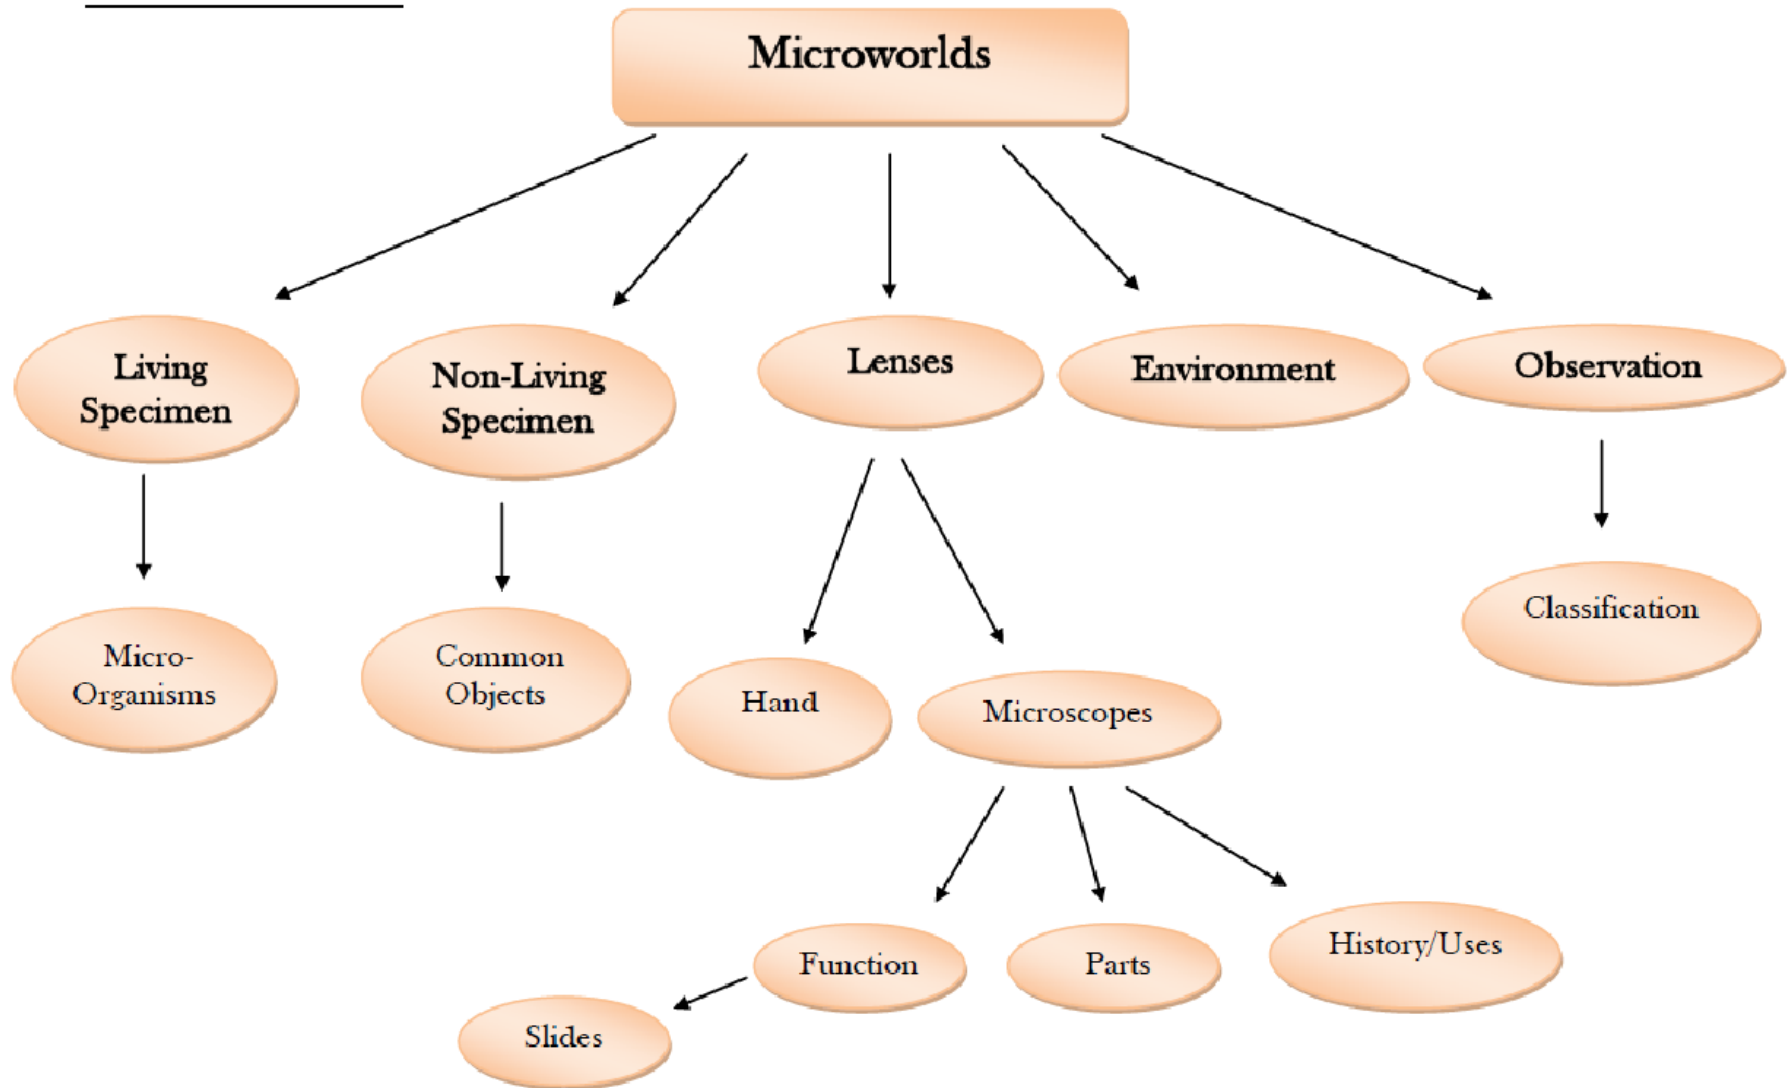 Microworlds
Living
Specimen
Non-Living
Specimen
Lenses
Environment
Observation
Micro-
Organisms
Common
Objects
Hand
Microscopes
Classification
Function
Parts
History/Uses
Slides